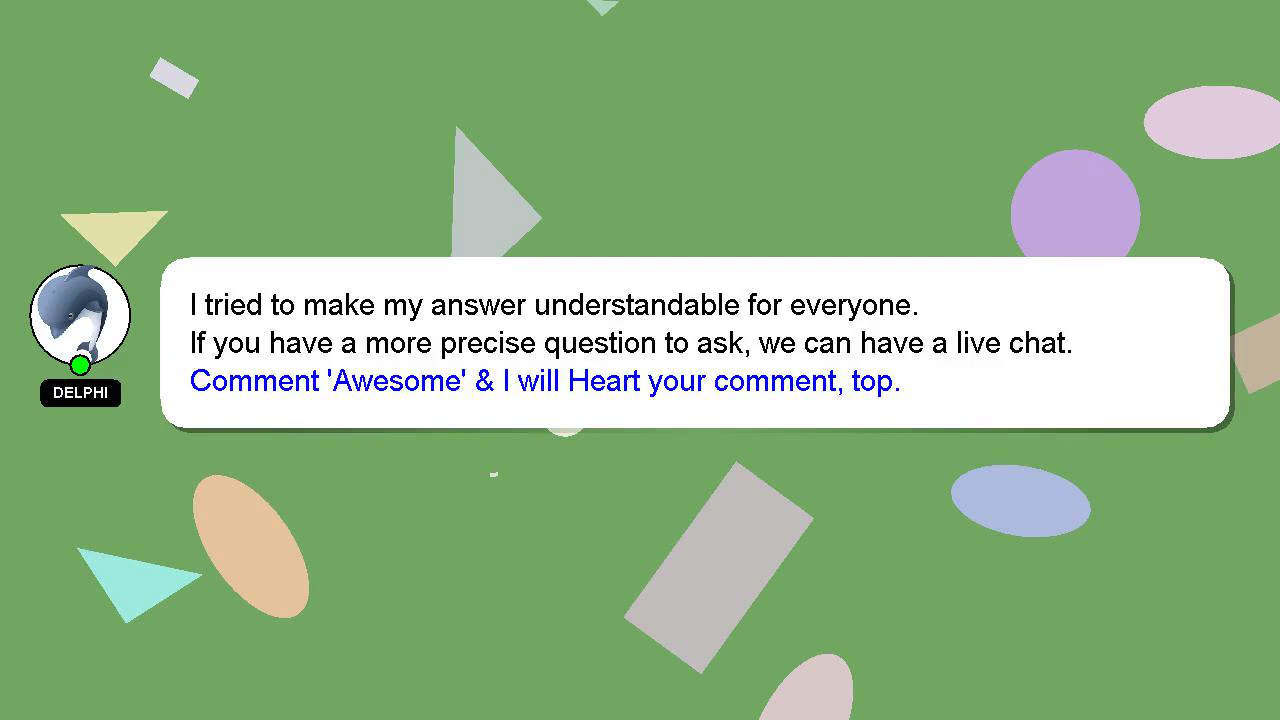 I tried to make my answer understandable for everyone.
If you have a more precise question to ask, we can have a live chat.
Comment 'Awesome' & I will Heart your comment, top.
DELPHI